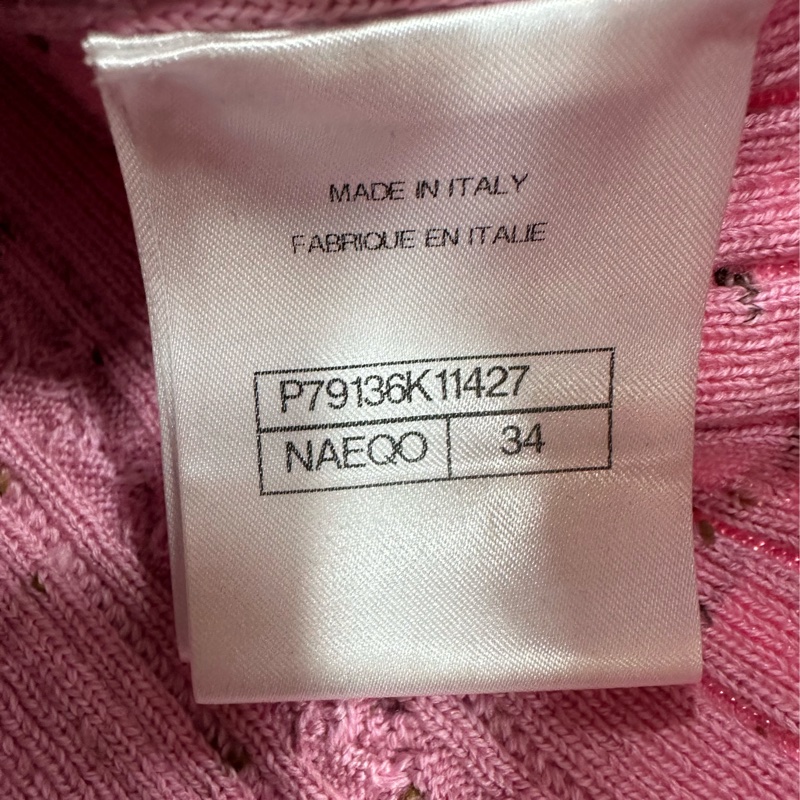 MADE IN ITALY
FABRIQUE EN ITALIE
P79136K11427
NAEQO 34